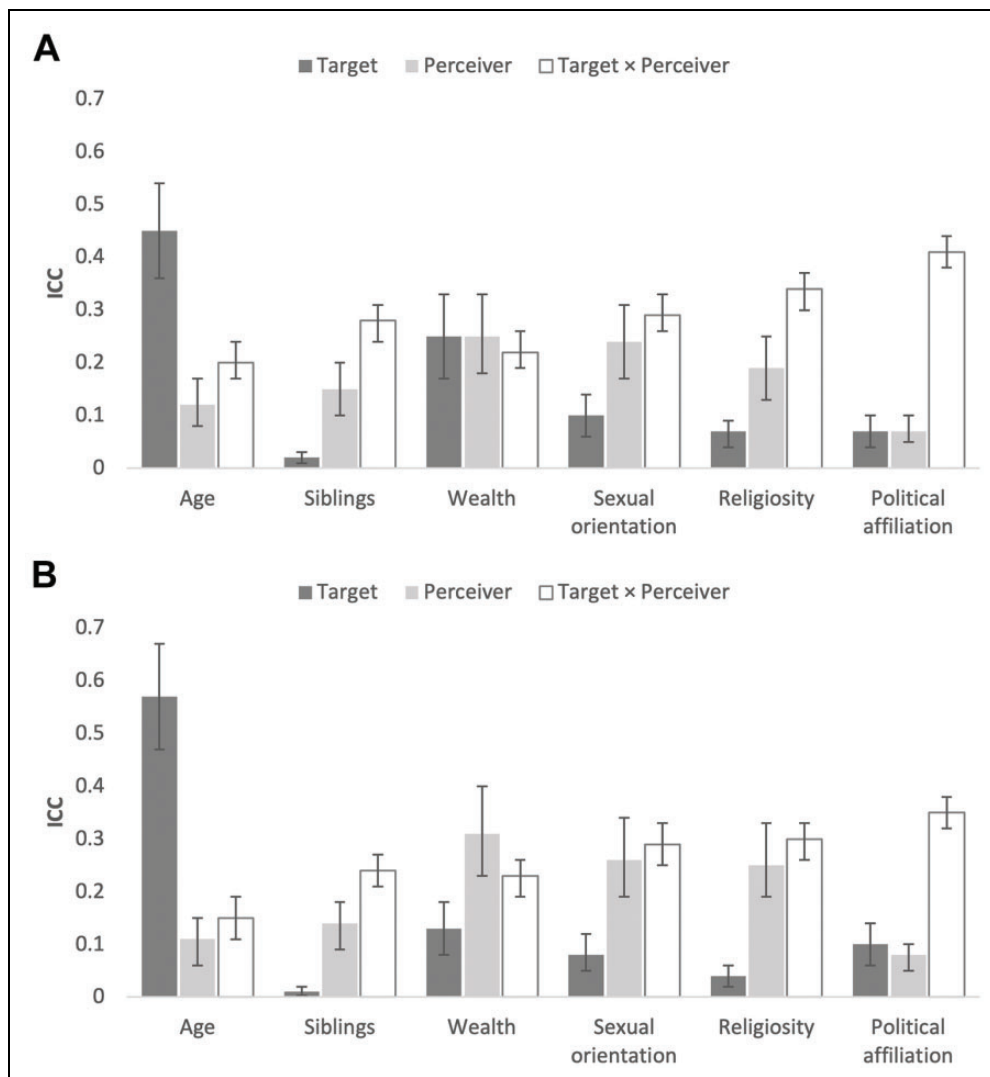 A
Target Perceiver Target × Perceiver
0.7
0.6
0.5
0.4
0.3
0.2
0.1
0
ICC
Age Siblings Wealth Sexual orientation Religiosity Political affiliation
B
Target Perceiver Target × Perceiver
0.7
0.6
0.5
0.4
0.3
0.2
0.1
0
ICC
Age Siblings Wealth Sexual orientation Religiosity Political affiliation